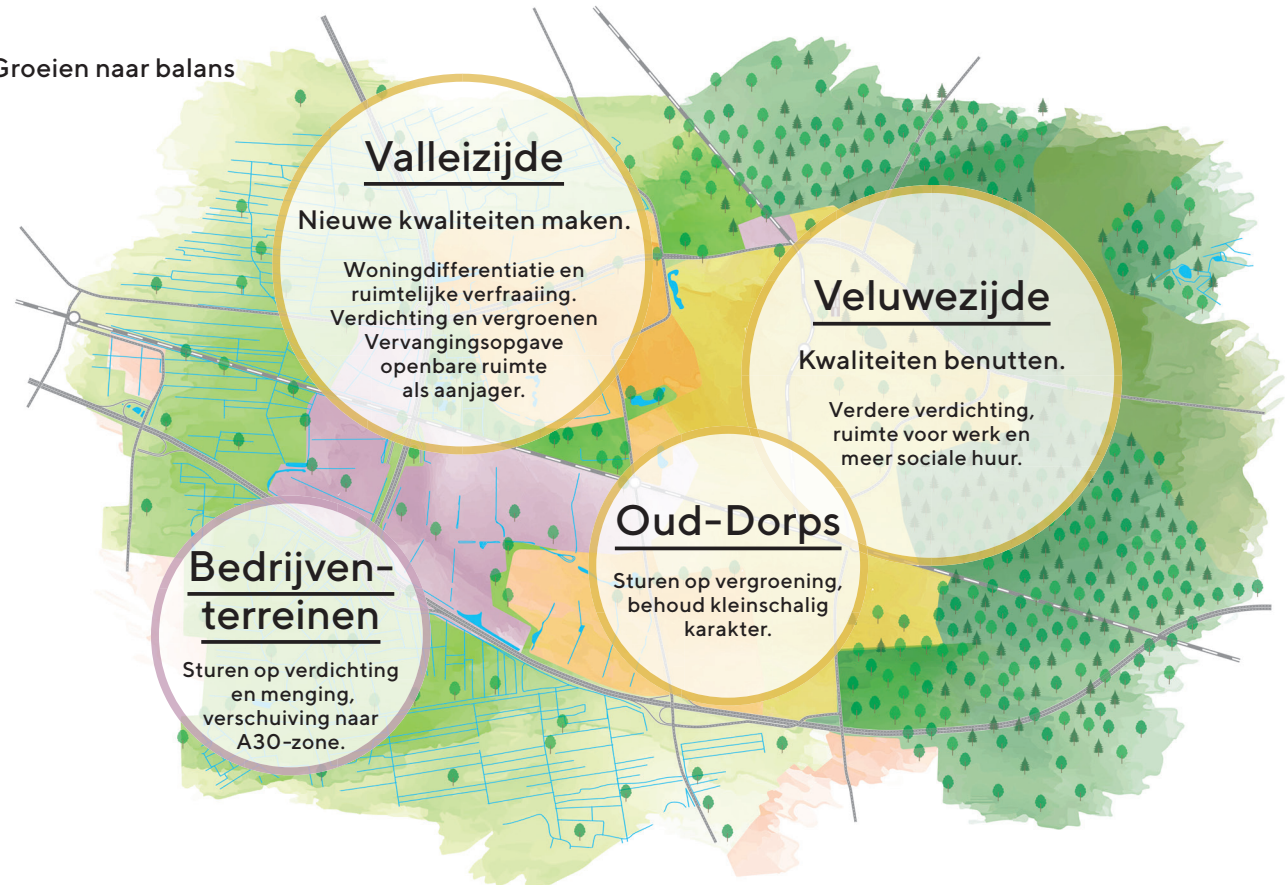 Groeien naar balans
Valleizijde
Nieuwe kwaliteiten maken.
Woningdifferentiatie en
ruimtelijke verfraaiing.
Verdichting en vergroenen
Vervangingsopgave
openbare ruimte
als aanjager.
Veluwezijde
Kwaliteiten benutten.
Verdere verdichting,
ruimte voor werk en
meer sociale huur.
Oud-Dorps
Sturen op vergroening,
behoud kleinschalig
karakter.
Bedrijven-
terreinen
Sturen op verdichting
en menging,
verschuiving naar
A30-zone.